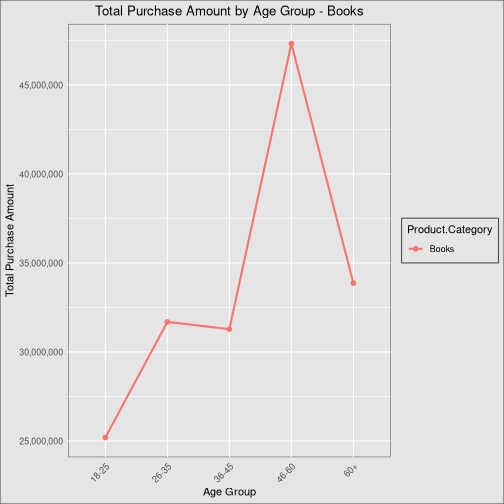 Total Purchase Amount by Age Group - Books
Total Purchase Amount
45,000,000
40,000,000
35,000,000
30,000,000
25,000,000
18-25
26-35
36-45
46-60
60+
Age Group
Product.Category
Books